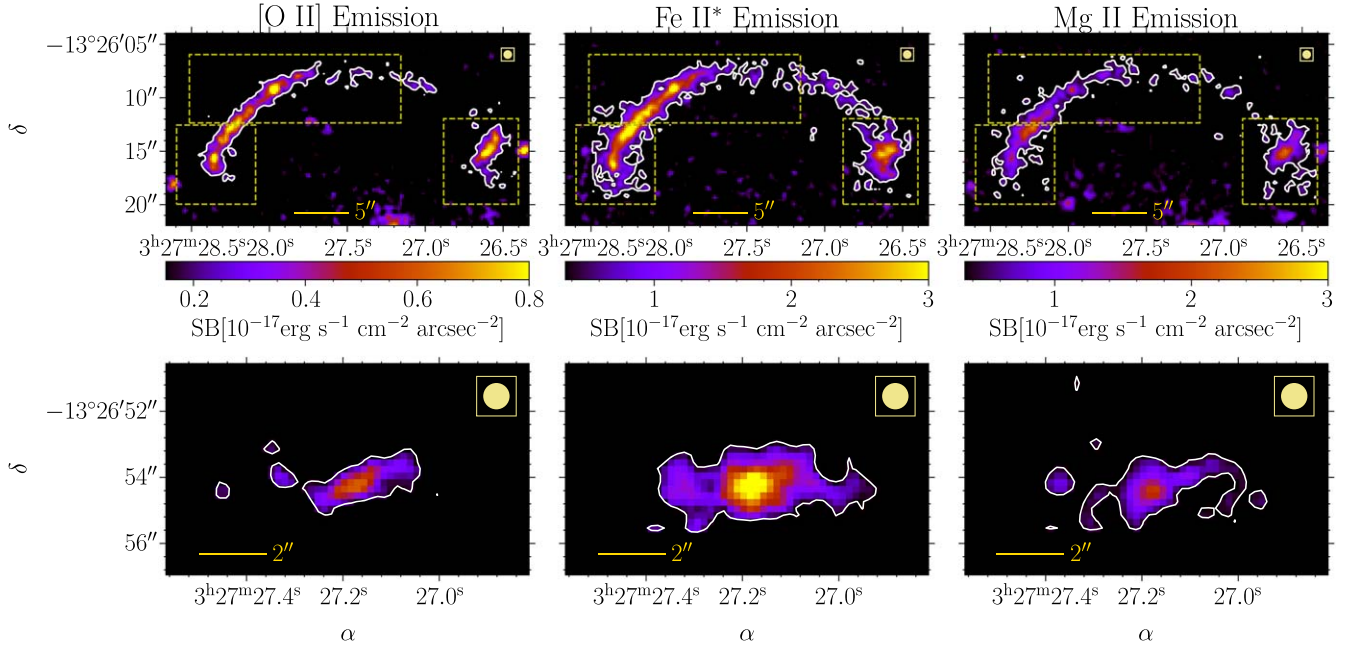 [O II] Emission
Fe II* Emission
Mg II Emission
−13°26′05″
10″
15″
20″
δ
5″
5″
5″
3ʰ27ᵐ28.5ˢ28.0ˢ 27.5ˢ 27.0ˢ 26.5ˢ
3ʰ27ᵐ28.5ˢ28.0ˢ 27.5ˢ 27.0ˢ 26.5ˢ
3ʰ27ᵐ28.5ˢ28.0ˢ 27.5ˢ 27.0ˢ 26.5ˢ
0.2 0.4 0.6 0.8
1 2 3
1 2 3
SB[10⁻¹⁷erg s⁻¹ cm⁻² arcsec⁻²]
SB[10⁻¹⁷erg s⁻¹ cm⁻² arcsec⁻²]
SB[10⁻¹⁷erg s⁻¹ cm⁻² arcsec⁻²]
−13°26′52″
54″
56″
δ
2″
2″
2″
3ʰ27ᵐ27.4ˢ 27.2ˢ 27.0ˢ
3ʰ27ᵐ27.4ˢ 27.2ˢ 27.0ˢ
3ʰ27ᵐ27.4ˢ 27.2ˢ 27.0ˢ
α
α
α